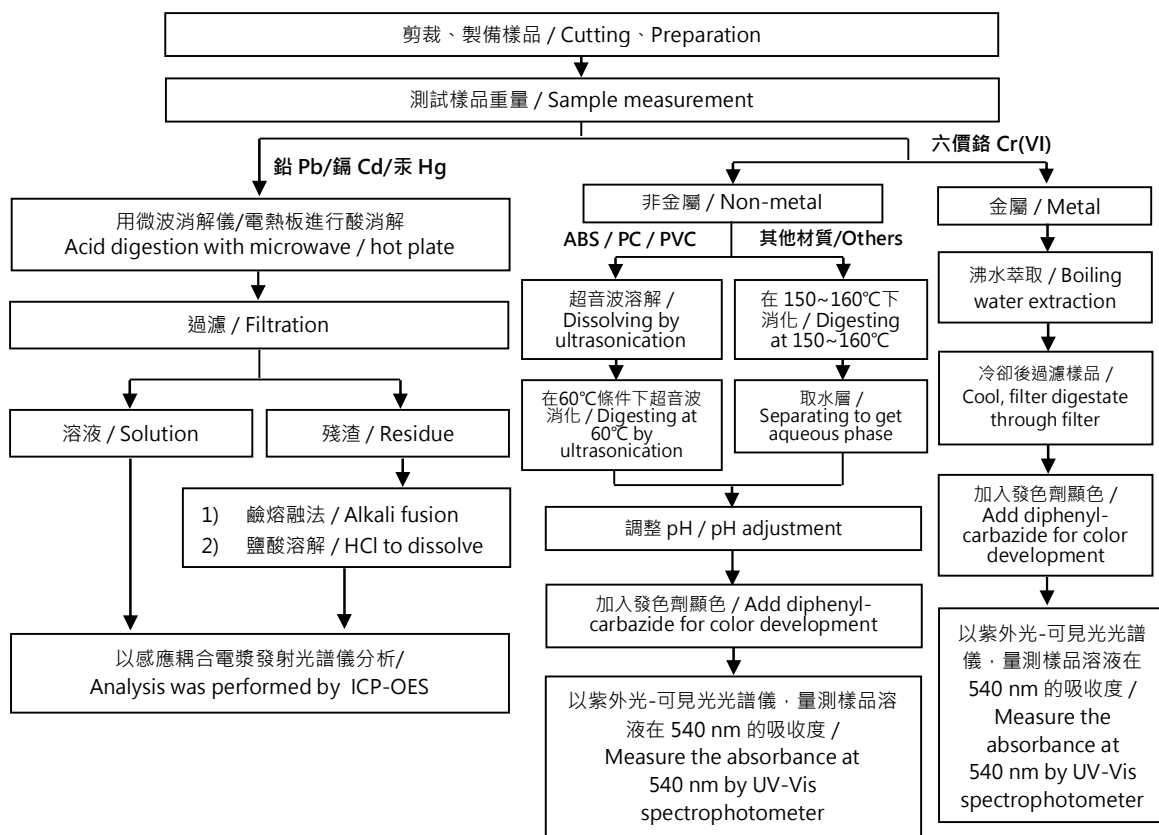 剪裁、製備樣品 / Cutting、Preparation
測試樣品重量 / Sample measurement
鉛 Pb/鎘 Cd/汞 Hg
六價鉻 Cr(VI)
用微波消解儀/電熱板進行酸消解
Acid digestion with microwave / hot plate
過濾 / Filtration
溶液 / Solution
殘渣 / Residue
1) 鹼熔融法 / Alkali fusion
2) 鹽酸溶解 / HCl to dissolve
以感應耦合電漿發射光譜儀分析/
Analysis was performed by ICP-OES
非金屬 / Non-metal
ABS / PC / PVC
其他材質/Others
超音波溶解 /
Dissolving by
ultrasonication
在60℃條件下超音波
消化 / Digesting at
60℃ by
ultrasonication
在 150~160℃下
消化 / Digesting
at 150~160℃
取水層 /
Separating to get
aqueous phase
調整 pH / pH adjustment
加入發色劑顯色 / Add diphenyl-
carbazide for color development
以紫外光-可見光光譜儀，量測樣品溶
液在 540 nm 的吸收度 /
Measure the absorbance at
540 nm by UV-Vis
spectrophotometer
金屬 / Metal
沸水萃取 / Boiling
water extraction
冷卻後過濾樣品 /
Cool, filter digestate
through filter
加入發色劑顯色 /
Add diphenyl-
carbazide for color
development
以紫外光-可見光光譜
儀，量測樣品溶液在
540 nm 的吸收度 /
Measure the
absorbance at
540 nm by UV-Vis
spectrophotometer